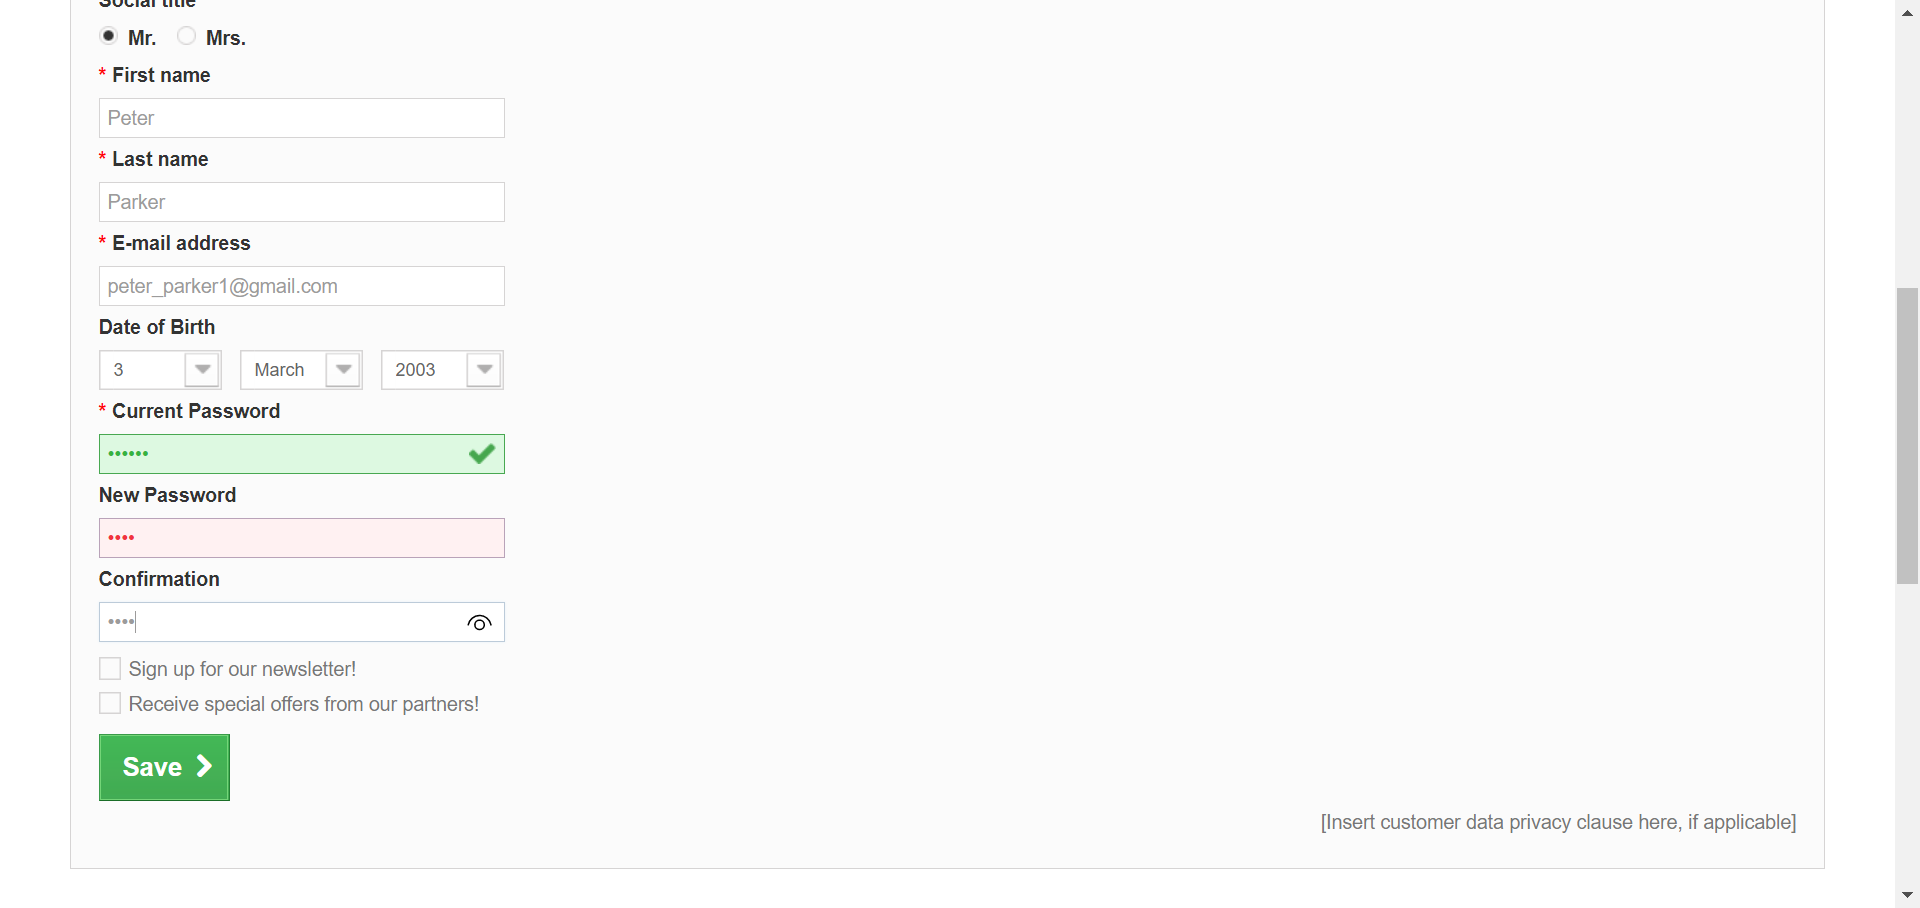 Social title
Mr. Mrs.
* First name
Peter
* Last name
Parker
* E-mail address
peter_parker1@gmail.com
Date of Birth
3 March 2003
* Current Password
••••••
New Password
••••
Confirmation
••••
Sign up for our newsletter!
Receive special offers from our partners!
Save
[Insert customer data privacy clause here, if applicable]